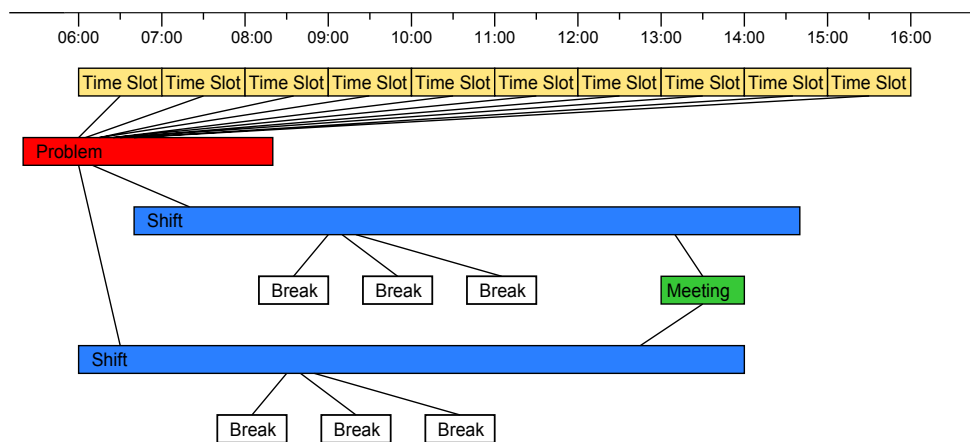 06:00 07:00 08:00 09:00 10:00 11:00 12:00 13:00 14:00 15:00 16:00
Time Slot Time Slot Time Slot Time Slot Time Slot Time Slot Time Slot Time Slot Time Slot Time Slot
Problem
Shift
Break Break Break Meeting
Shift
Break Break Break